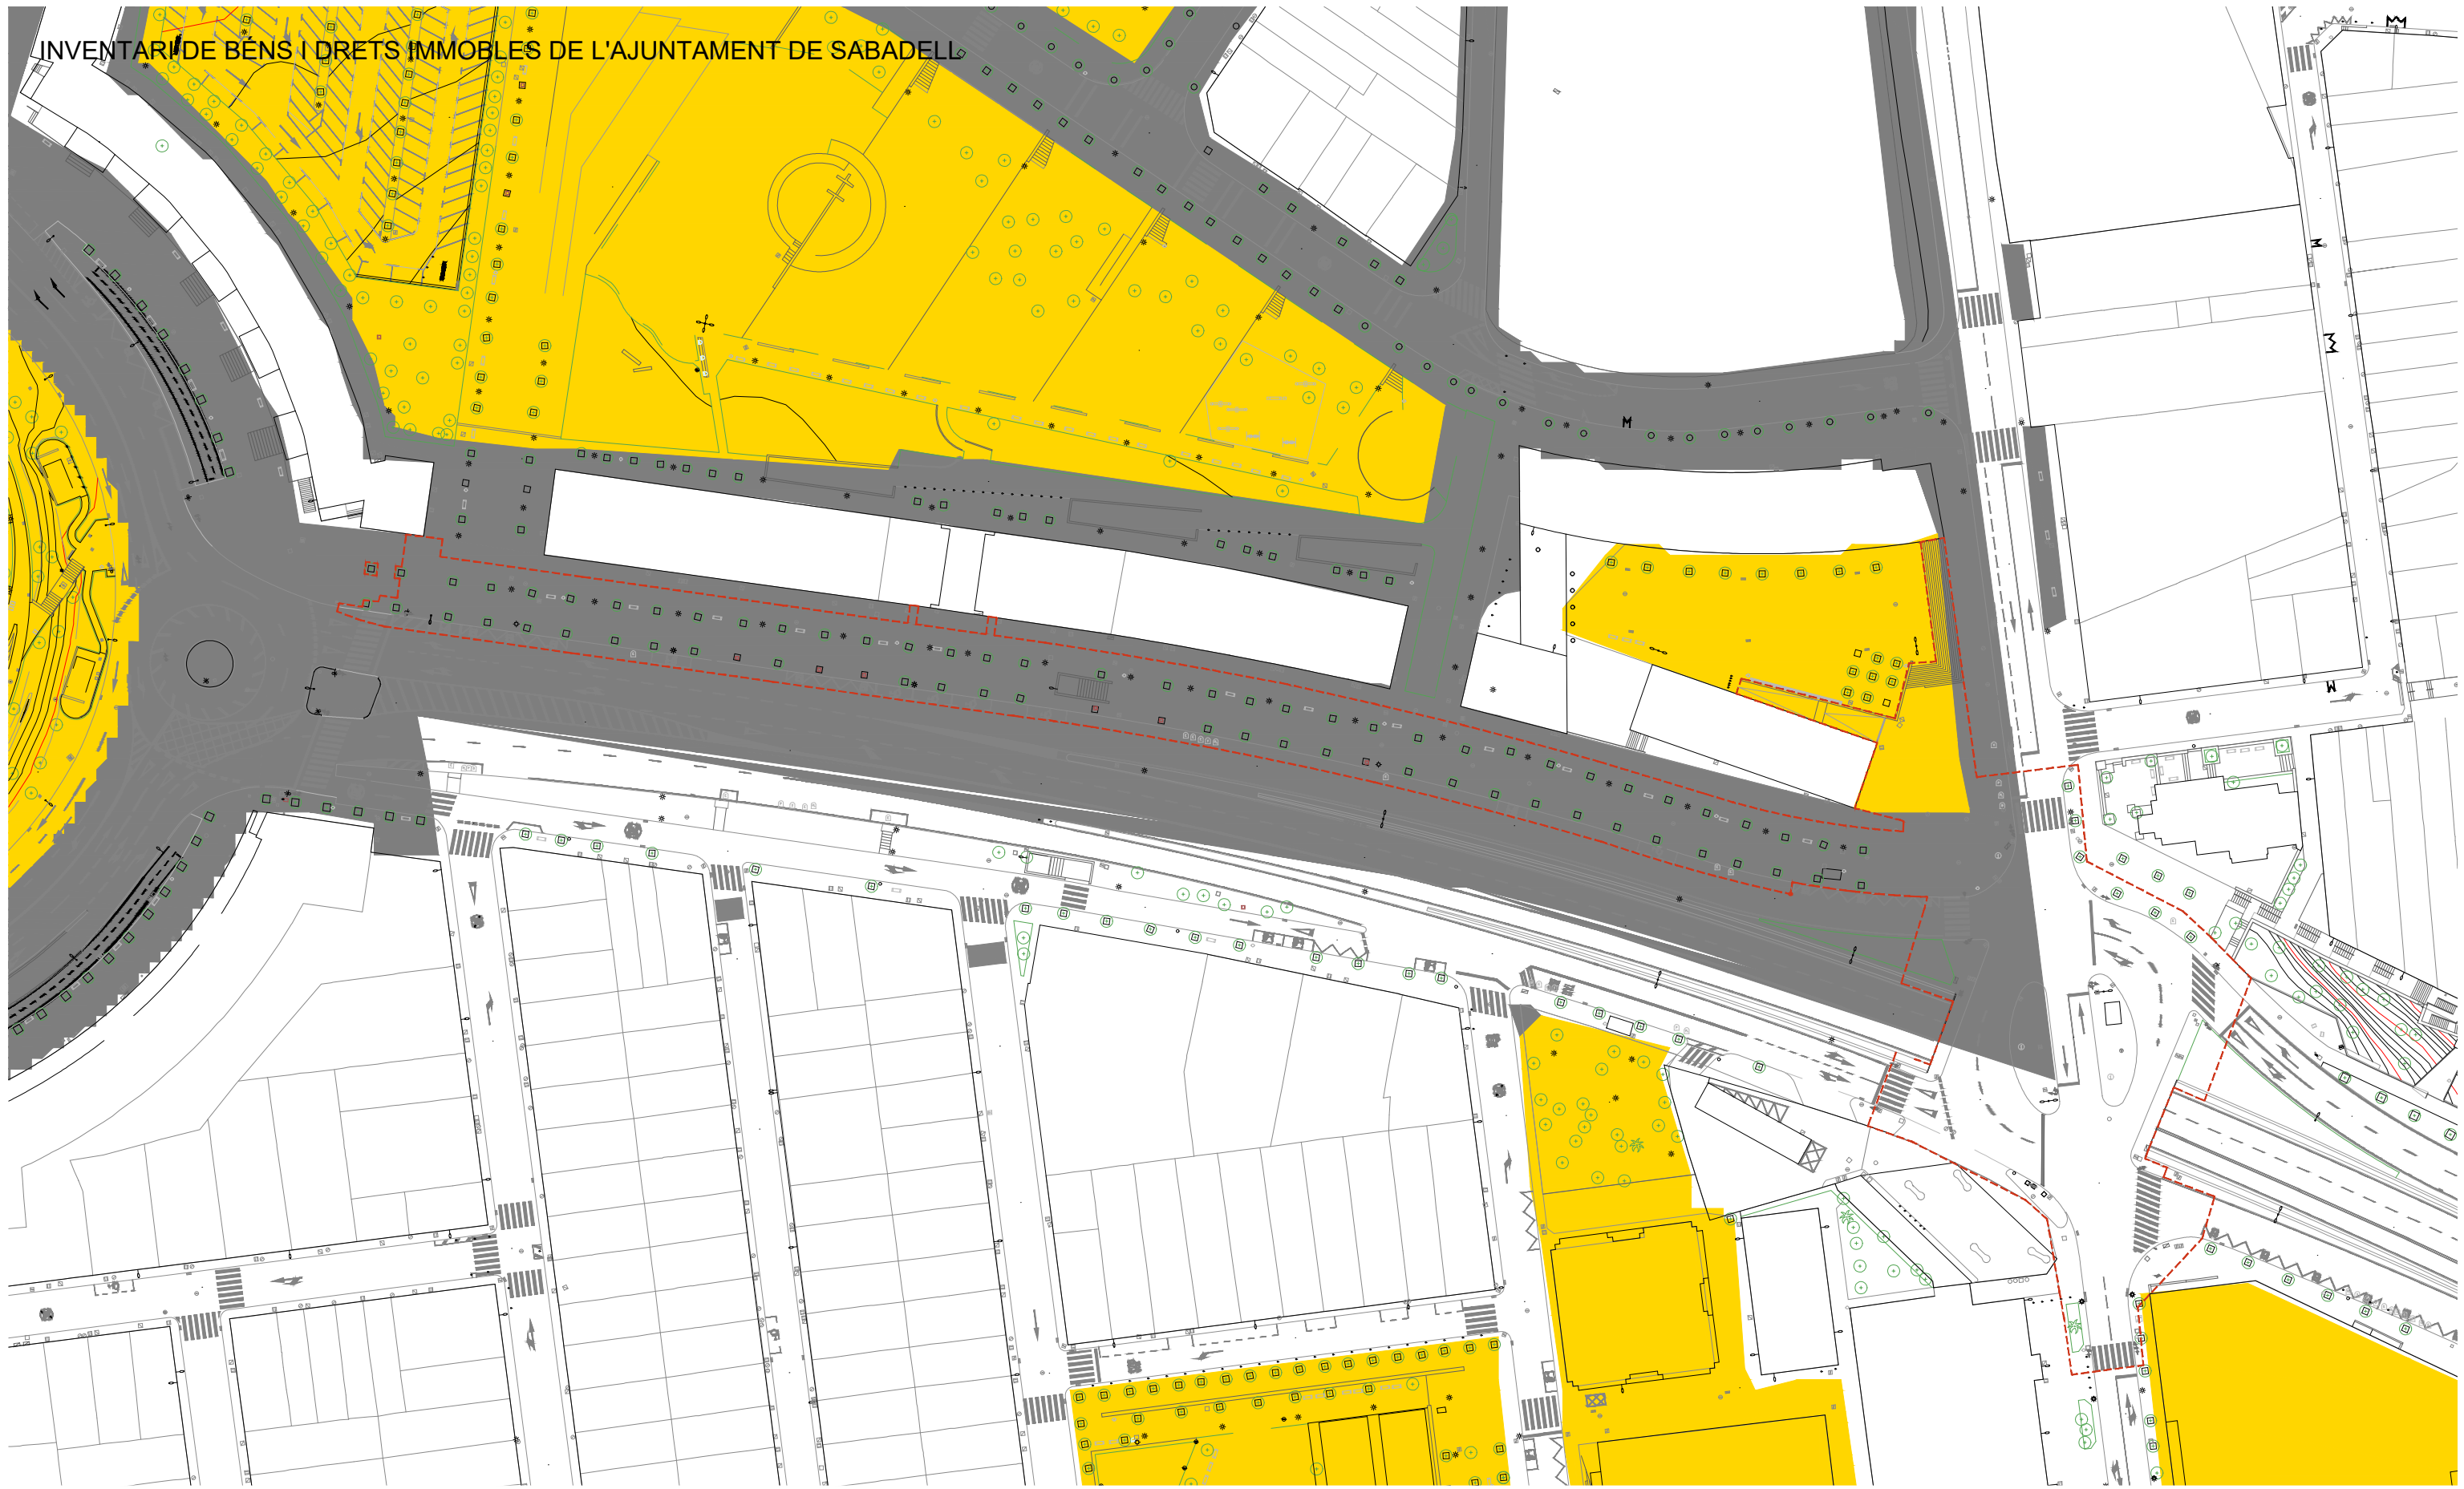 INVENTARI DE BÉNS I DRETS IMMOBLES DE L'AJUNTAMENT DE SABADELL